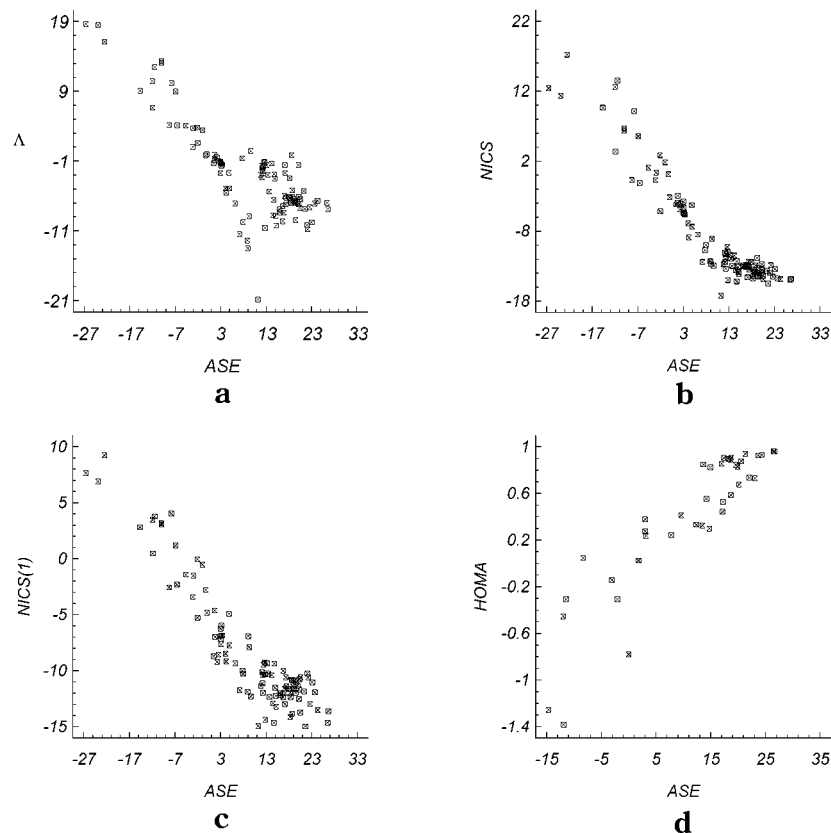 19
9
-1
-11
-21
Λ
-27 -17 -7 3 13 23 33
ASE
a
22
12
2
-8
-18
NICS
-27 -17 -7 3 13 23 33
ASE
b
10
5
0
-5
-10
-15
NICS(1)
-27 -17 -7 3 13 23 33
ASE
c
1
0.6
0.2
-0.2
-0.6
-1
-1.4
HOMA
-15 -5 5 15 25 35
ASE
d